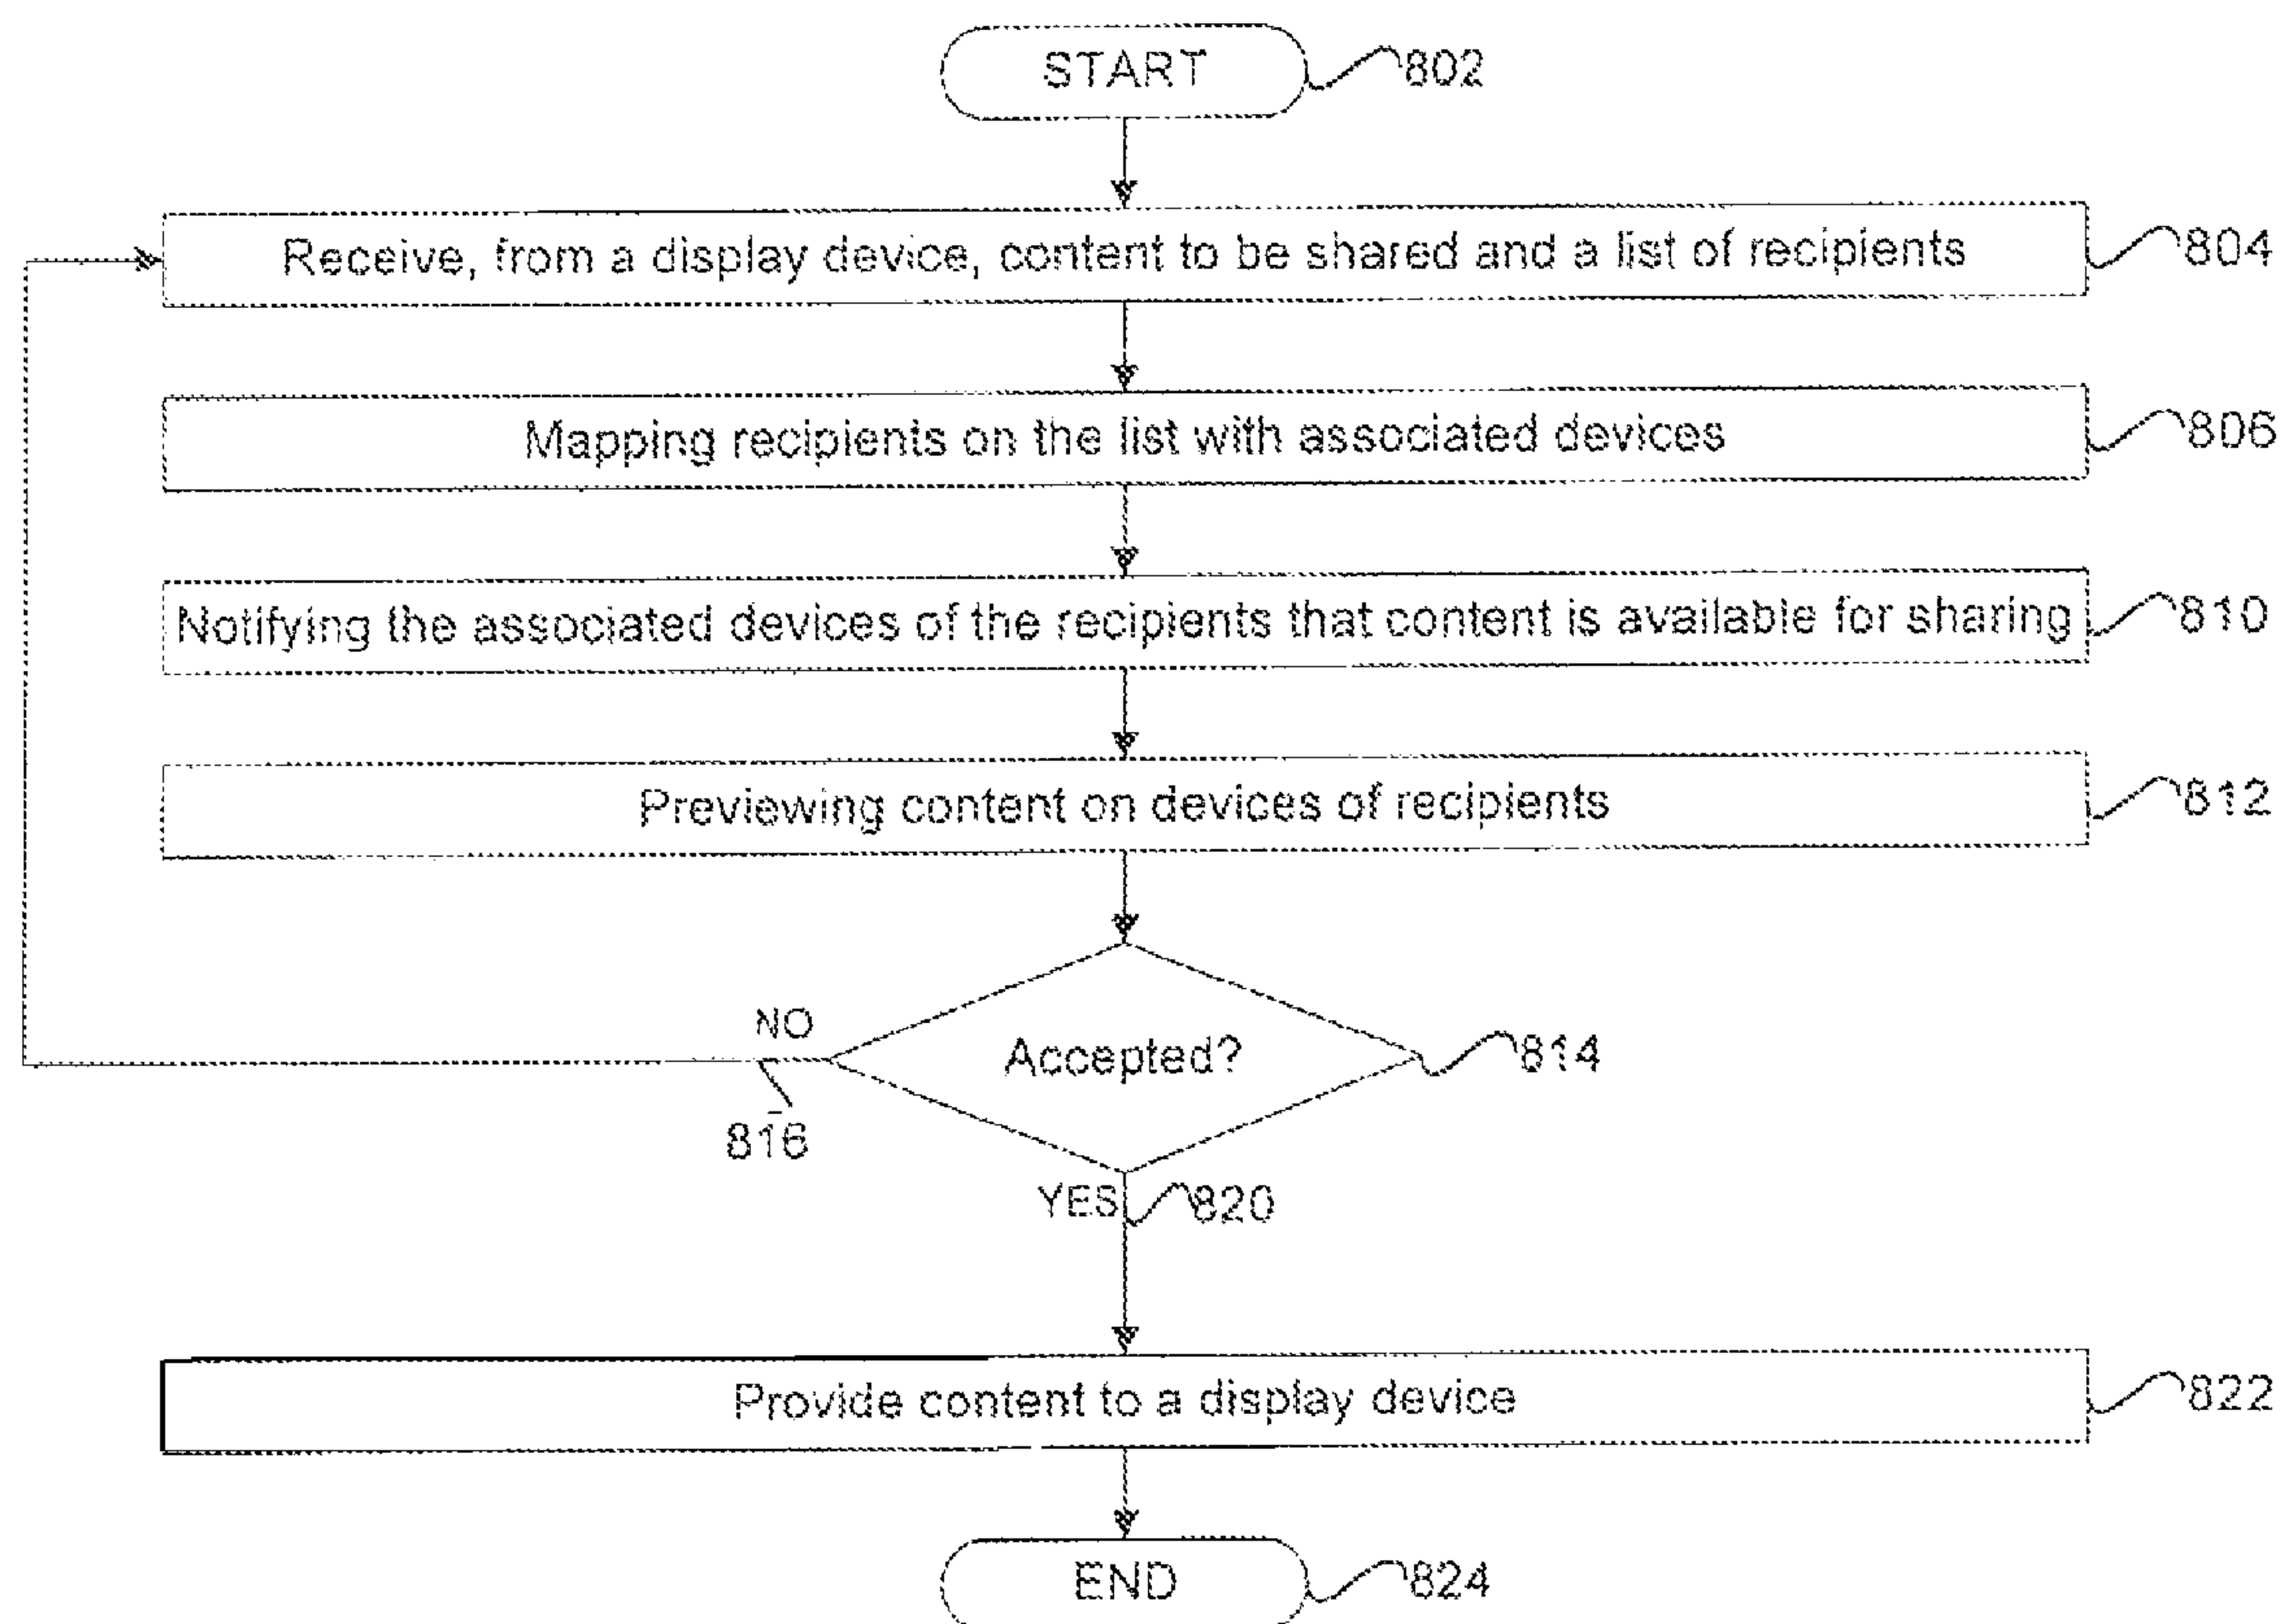 START 802
Receive, from a display device, content to be shared and a list of recipients 804
Mapping recipients on the list with associated devices 806
Notifying the associated devices of the recipients that content is available for sharing 810
Previewing content on devices of recipients 812
NO
Accepted? 814
816
YES 820
Provide content to a display device 822
END 824